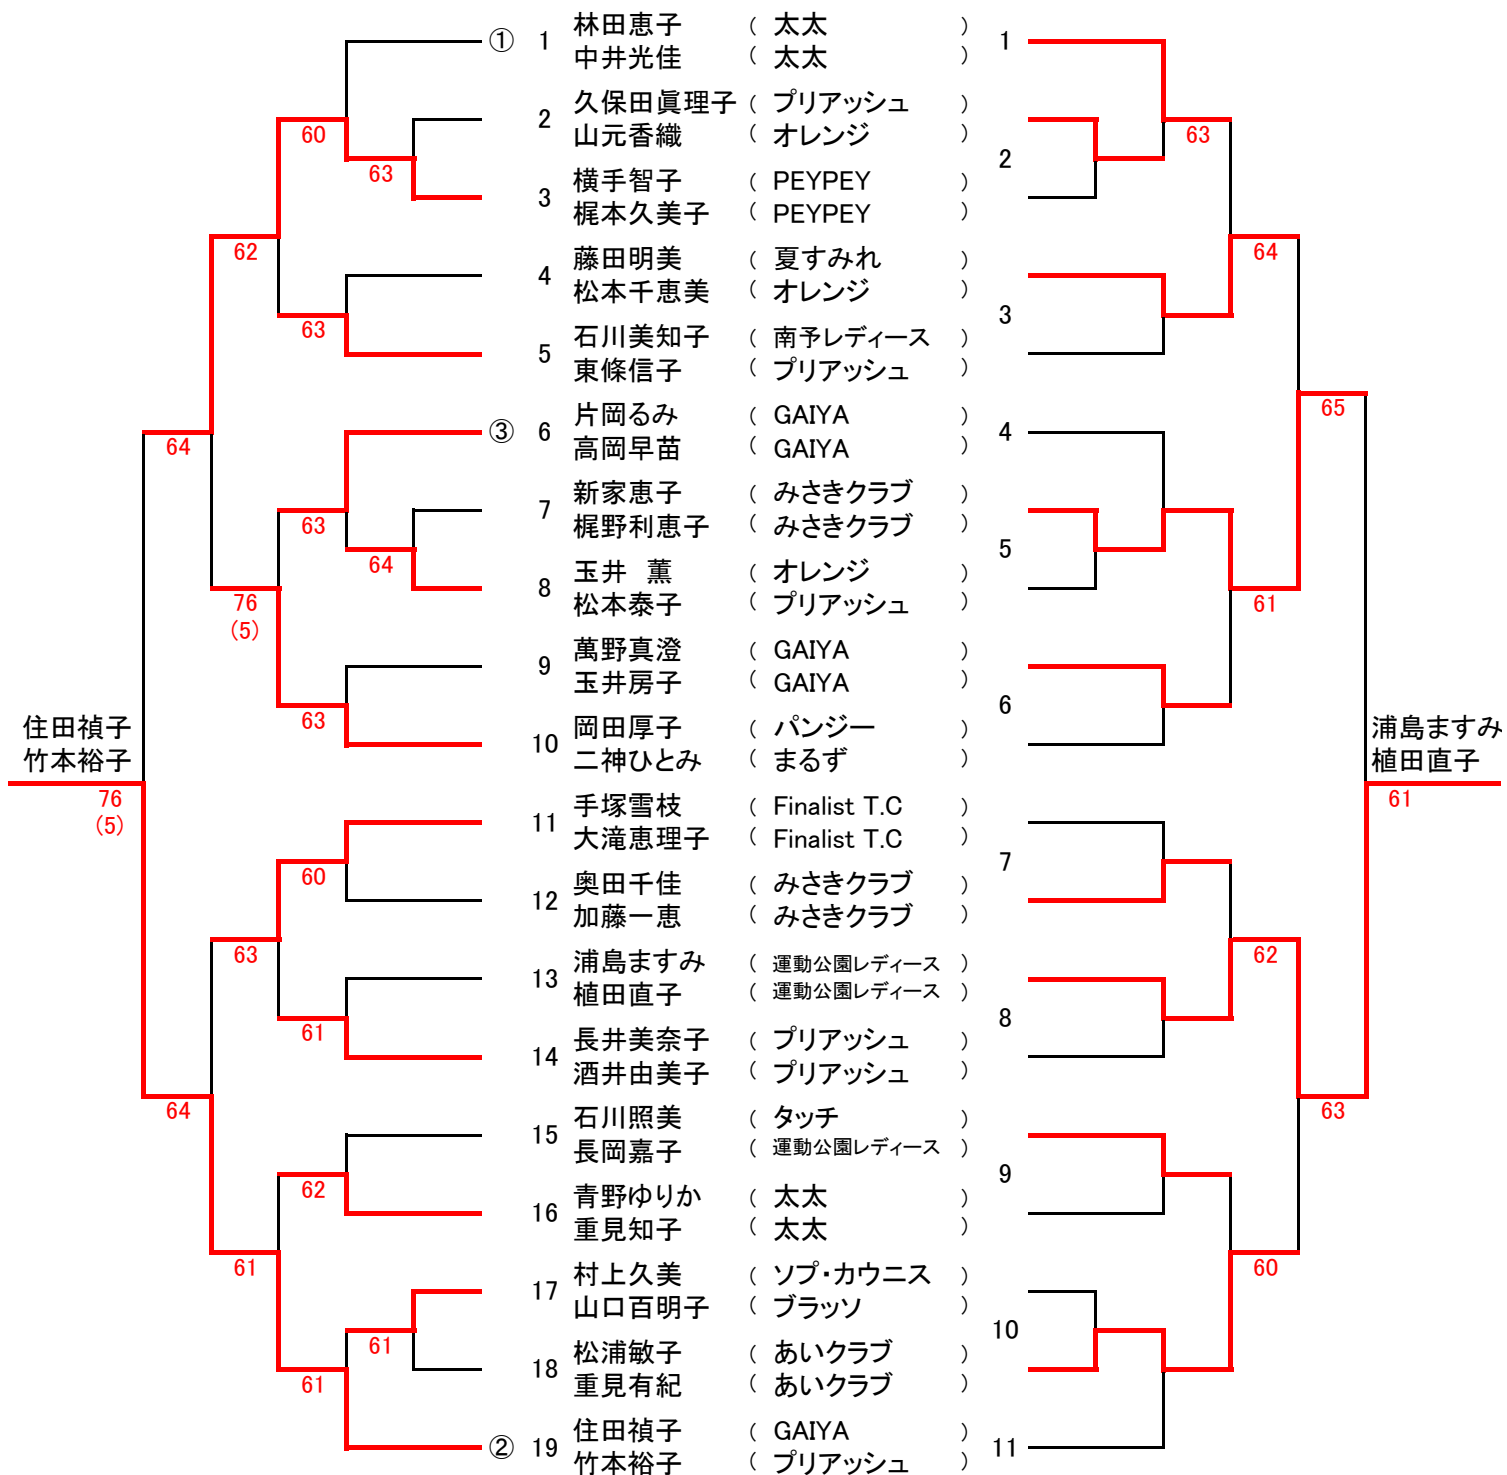 ① 1 林田恵子 ( 太太 ) 1
中井光佳 ( 太太 )
2 久保田眞理子 ( プリアッシュ )
60 山元香織 ( オレンジ ) 63
2
63 3 横手智子 ( PEYPEY )
梶本久美子 ( PEYPEY )
62 4 藤田明美 ( 夏すみれ ) 64
松本千恵美 ( オレンジ )
3
63 5 石川美知子 ( 南予レディース )
東條信子 ( プリアッシュ )
65
③ 6 片岡るみ ( GAIYA ) 4
64 高岡早苗 ( GAIYA )
7 新家恵子 ( みさきクラブ )
63 梶野利恵子 ( みさきクラブ )
5
64 8 玉井 薫 ( オレンジ )
松本泰子 ( プリアッシュ )
76 61
(5)
9 萬野真澄 ( GAIYA )
玉井房子 ( GAIYA )
6
63 10 岡田厚子 ( パンジー )
二神ひとみ ( まるず )
住田禎子 浦島ますみ
竹本裕子 植田直子
76 61
(5)
11 手塚雪枝 ( Finalist T.C )
大滝恵理子 ( Finalist T.C )
7
60 12 奥田千佳 ( みさきクラブ )
加藤一恵 ( みさきクラブ )
63 62
13 浦島ますみ ( 運動公園レディース )
植田直子 ( 運動公園レディース )
8
61 14 長井美奈子 ( プリアッシュ )
酒井由美子 ( プリアッシュ )
64 63
15 石川照美 ( タッチ )
長岡嘉子 ( 運動公園レディース )
9
62 16 青野ゆりか ( 太太 )
重見知子 ( 太太 )
61 60
17 村上久美 ( ソプ・カウニス )
山口百明子 ( ブラッソ )
10
61 18 松浦敏子 ( あいクラブ )
61 重見有紀 ( あいクラブ )
② 19 住田禎子 ( GAIYA ) 11
竹本裕子 ( プリアッシュ )